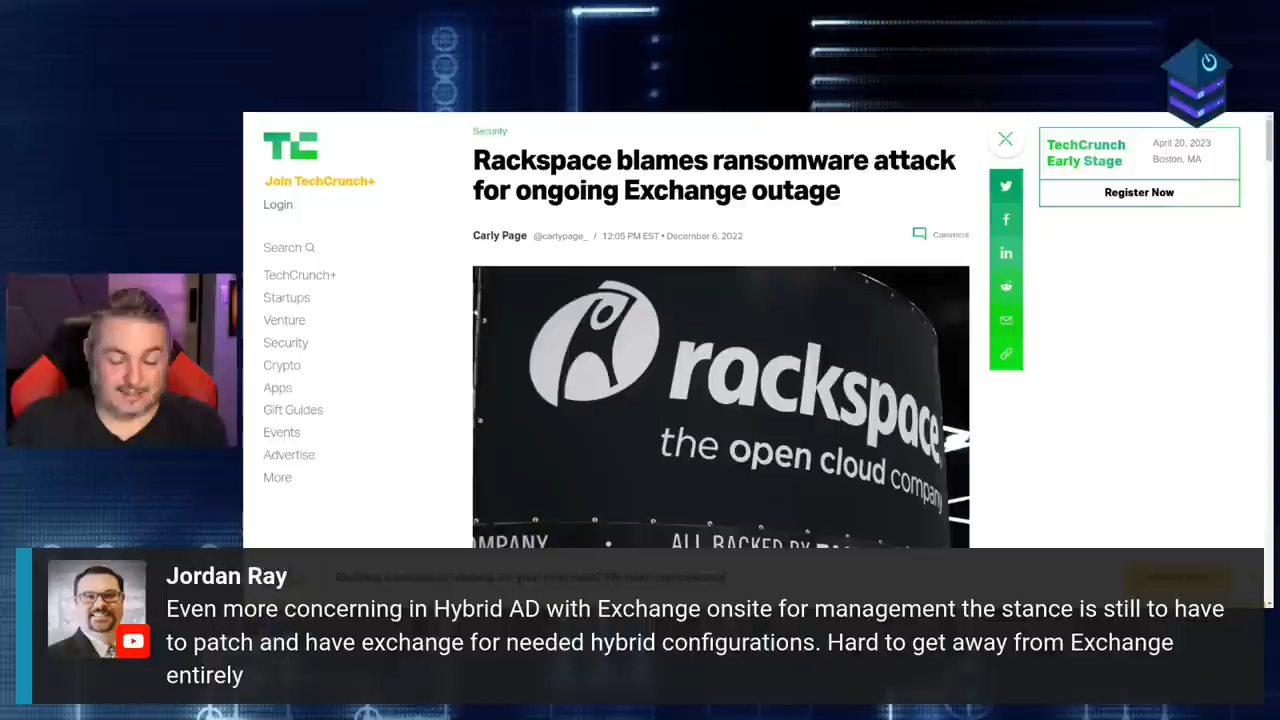 TC
Join TechCrunch+
Login
Search
TechCrunch+
Startups
Venture
Security
Crypto
Apps
Gift Guides
Events
Advertise
More
Security
Rackspace blames ransomware attack
for ongoing Exchange outage
Carly Page @carlypage_ / 12:05 PM EST • December 6, 2022
Comment
rackspace
the open cloud company
OMPANY • ALL BACKED BY
TechCrunch
Early Stage
April 20, 2023
Boston, MA
Register Now
Jordan Ray
Even more concerning in Hybrid AD with Exchange onsite for management the stance is still to have
to patch and have exchange for needed hybrid configurations. Hard to get away from Exchange
entirely